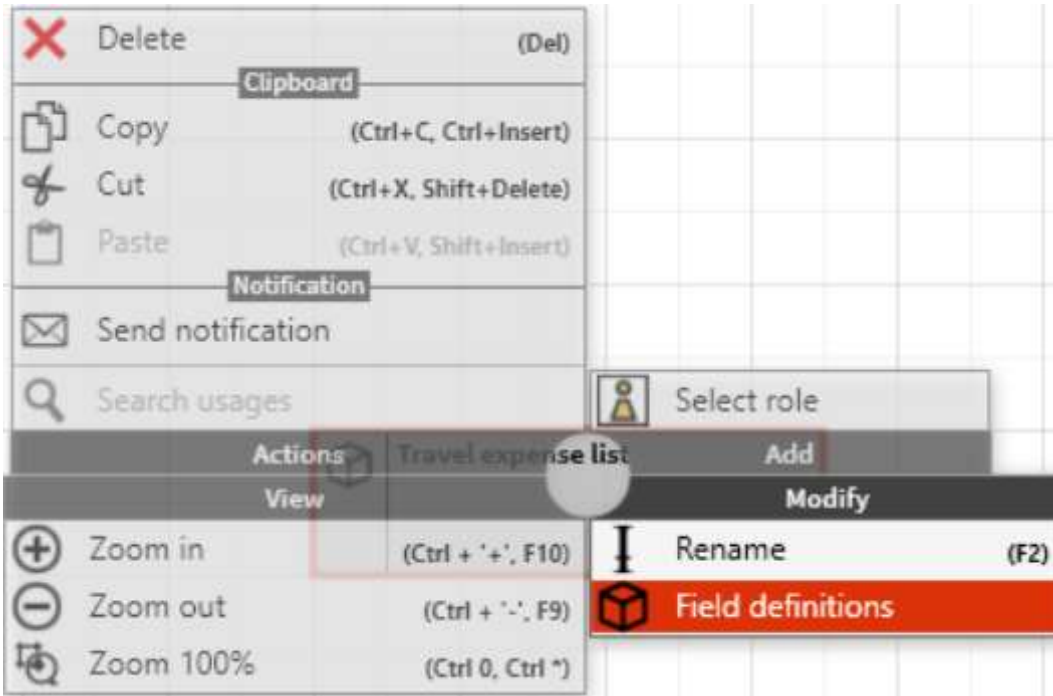 Delete (Del)
Clipboard
Copy (Ctrl+C, Ctrl+Insert)
Cut (Ctrl+X, Shift+Delete)
Paste (Ctrl+V, Shift+Insert)
Notification
Send notification
Search usages
Select role
Actions
Travel expense list
Add
View
Modify
Zoom in (Ctrl + '+', F10)
Rename (F2)
Zoom out (Ctrl + '-', F9)
Field definitions
Zoom 100% (Ctrl 0, Ctrl *)